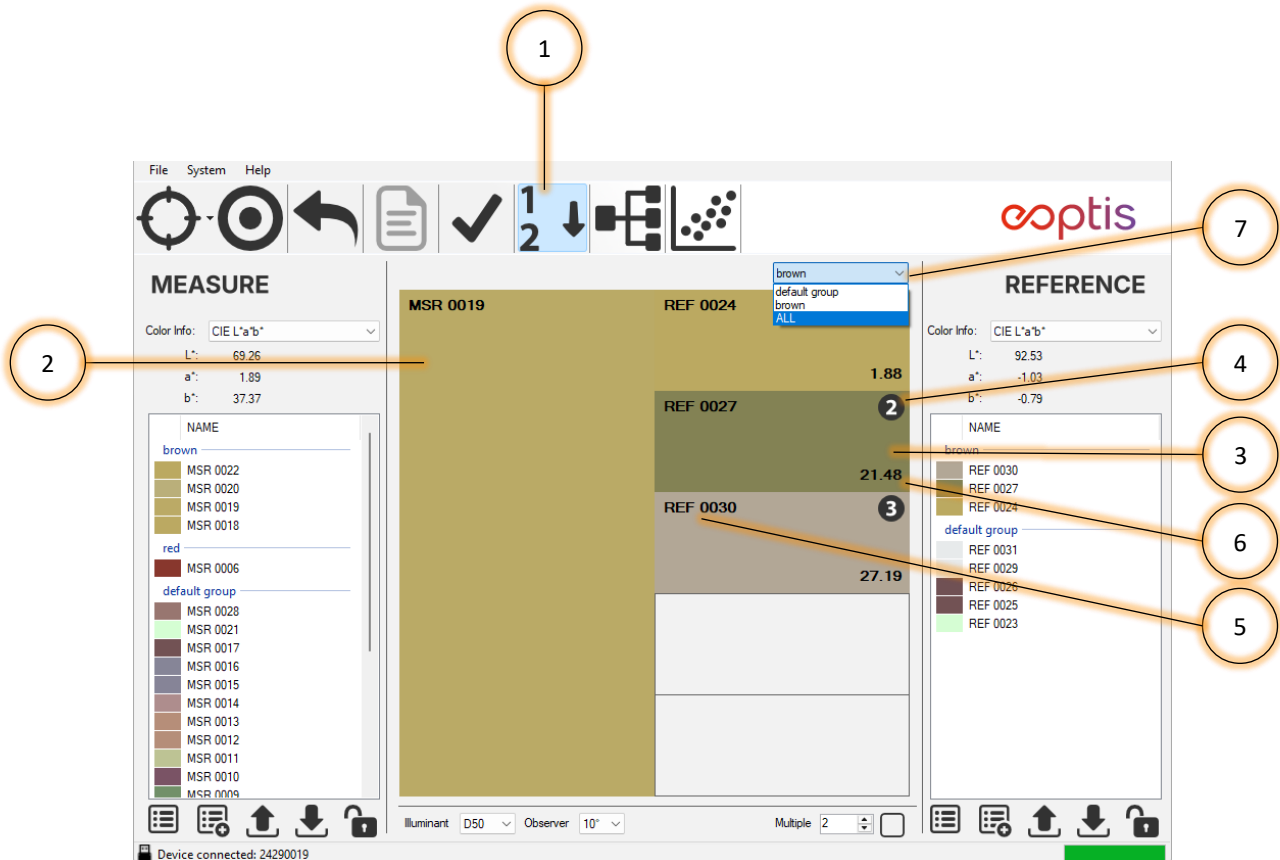 1
File System Help
1
2
eoptis
7
MEASURE
brown
REFERENCE
default group
brown
ALL
MSR 0019
REF 0024
Color Info: CIE L*a*b*
Color Info: CIE L*a*b*
L*: 69.26
L*: 92.53
2
4
a*: 1.89
1.88
a*: -1.03
b*: 37.37
b*: -0.79
REF 0027
2
NAME
NAME
brown
brown
3
MSR 0022
REF 0030
MSR 0020
21.48
REF 0027
MSR 0019
REF 0030
3
REF 0024
MSR 0018
default group
6
red
REF 0031
MSR 0006
27.19
REF 0029
default group
REF 0026
MSR 0028
REF 0025
MSR 0021
REF 0023
5
MSR 0017
MSR 0016
MSR 0015
MSR 0014
MSR 0013
MSR 0012
MSR 0011
MSR 0010
MSR 0009
Illuminant D50 Observer 10° Multiple 2
Device connected: 24290019